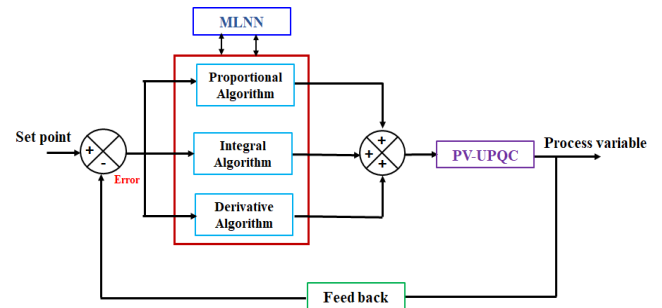 MLNN
Proportional
Algorithm
Set point
+
-
Error
Integral
Algorithm
+
+
+
PV-UPQC
Process variable
Derivative
Algorithm
Feed back